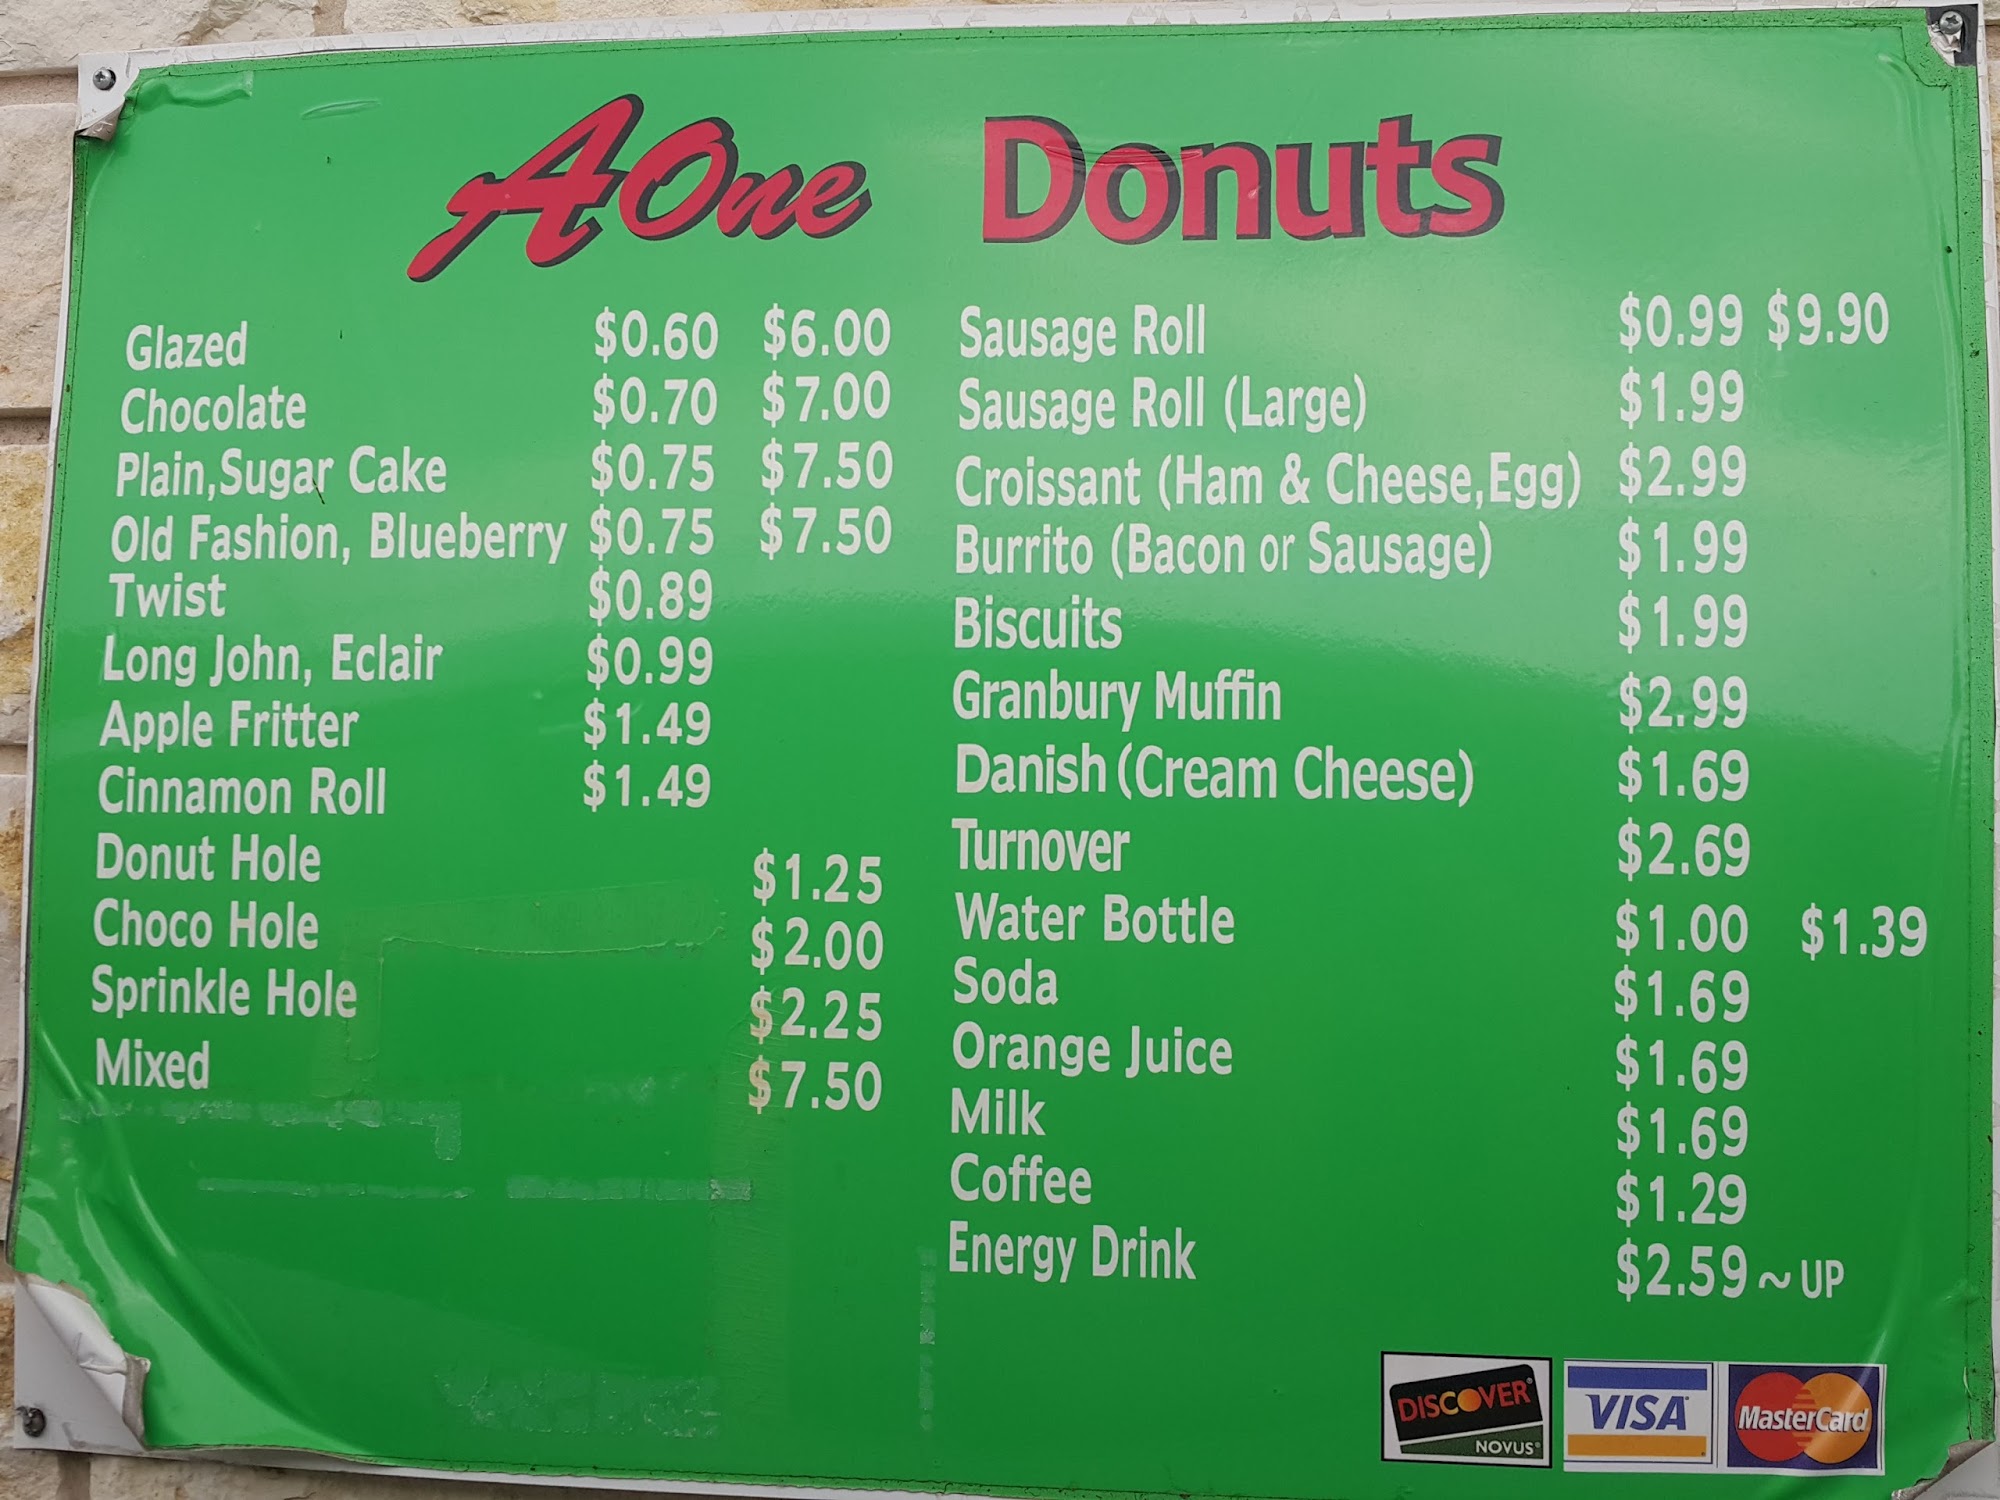 A One Donuts
Glazed $0.60 $6.00
Chocolate $0.70 $7.00
Plain,Sugar Cake $0.75 $7.50
Old Fashion, Blueberry $0.75 $7.50
Twist $0.89
Long John, Eclair $0.99
Apple Fritter $1.49
Cinnamon Roll $1.49
Donut Hole $1.25
Choco Hole $2.00
Sprinkle Hole $2.25
Mixed $7.50
Sausage Roll $0.99 $9.90
Sausage Roll (Large) $1.99
Croissant (Ham & Cheese,Egg) $2.99
Burrito (Bacon or Sausage) $1.99
Biscuits $1.99
Granbury Muffin $2.99
Danish (Cream Cheese) $1.69
Turnover $2.69
Water Bottle $1.00 $1.39
Soda $1.69
Orange Juice $1.69
Milk $1.69
Coffee $1.29
Energy Drink $2.59 ~ UP
DISCOVER®
NOVUS®
VISA
MasterCard